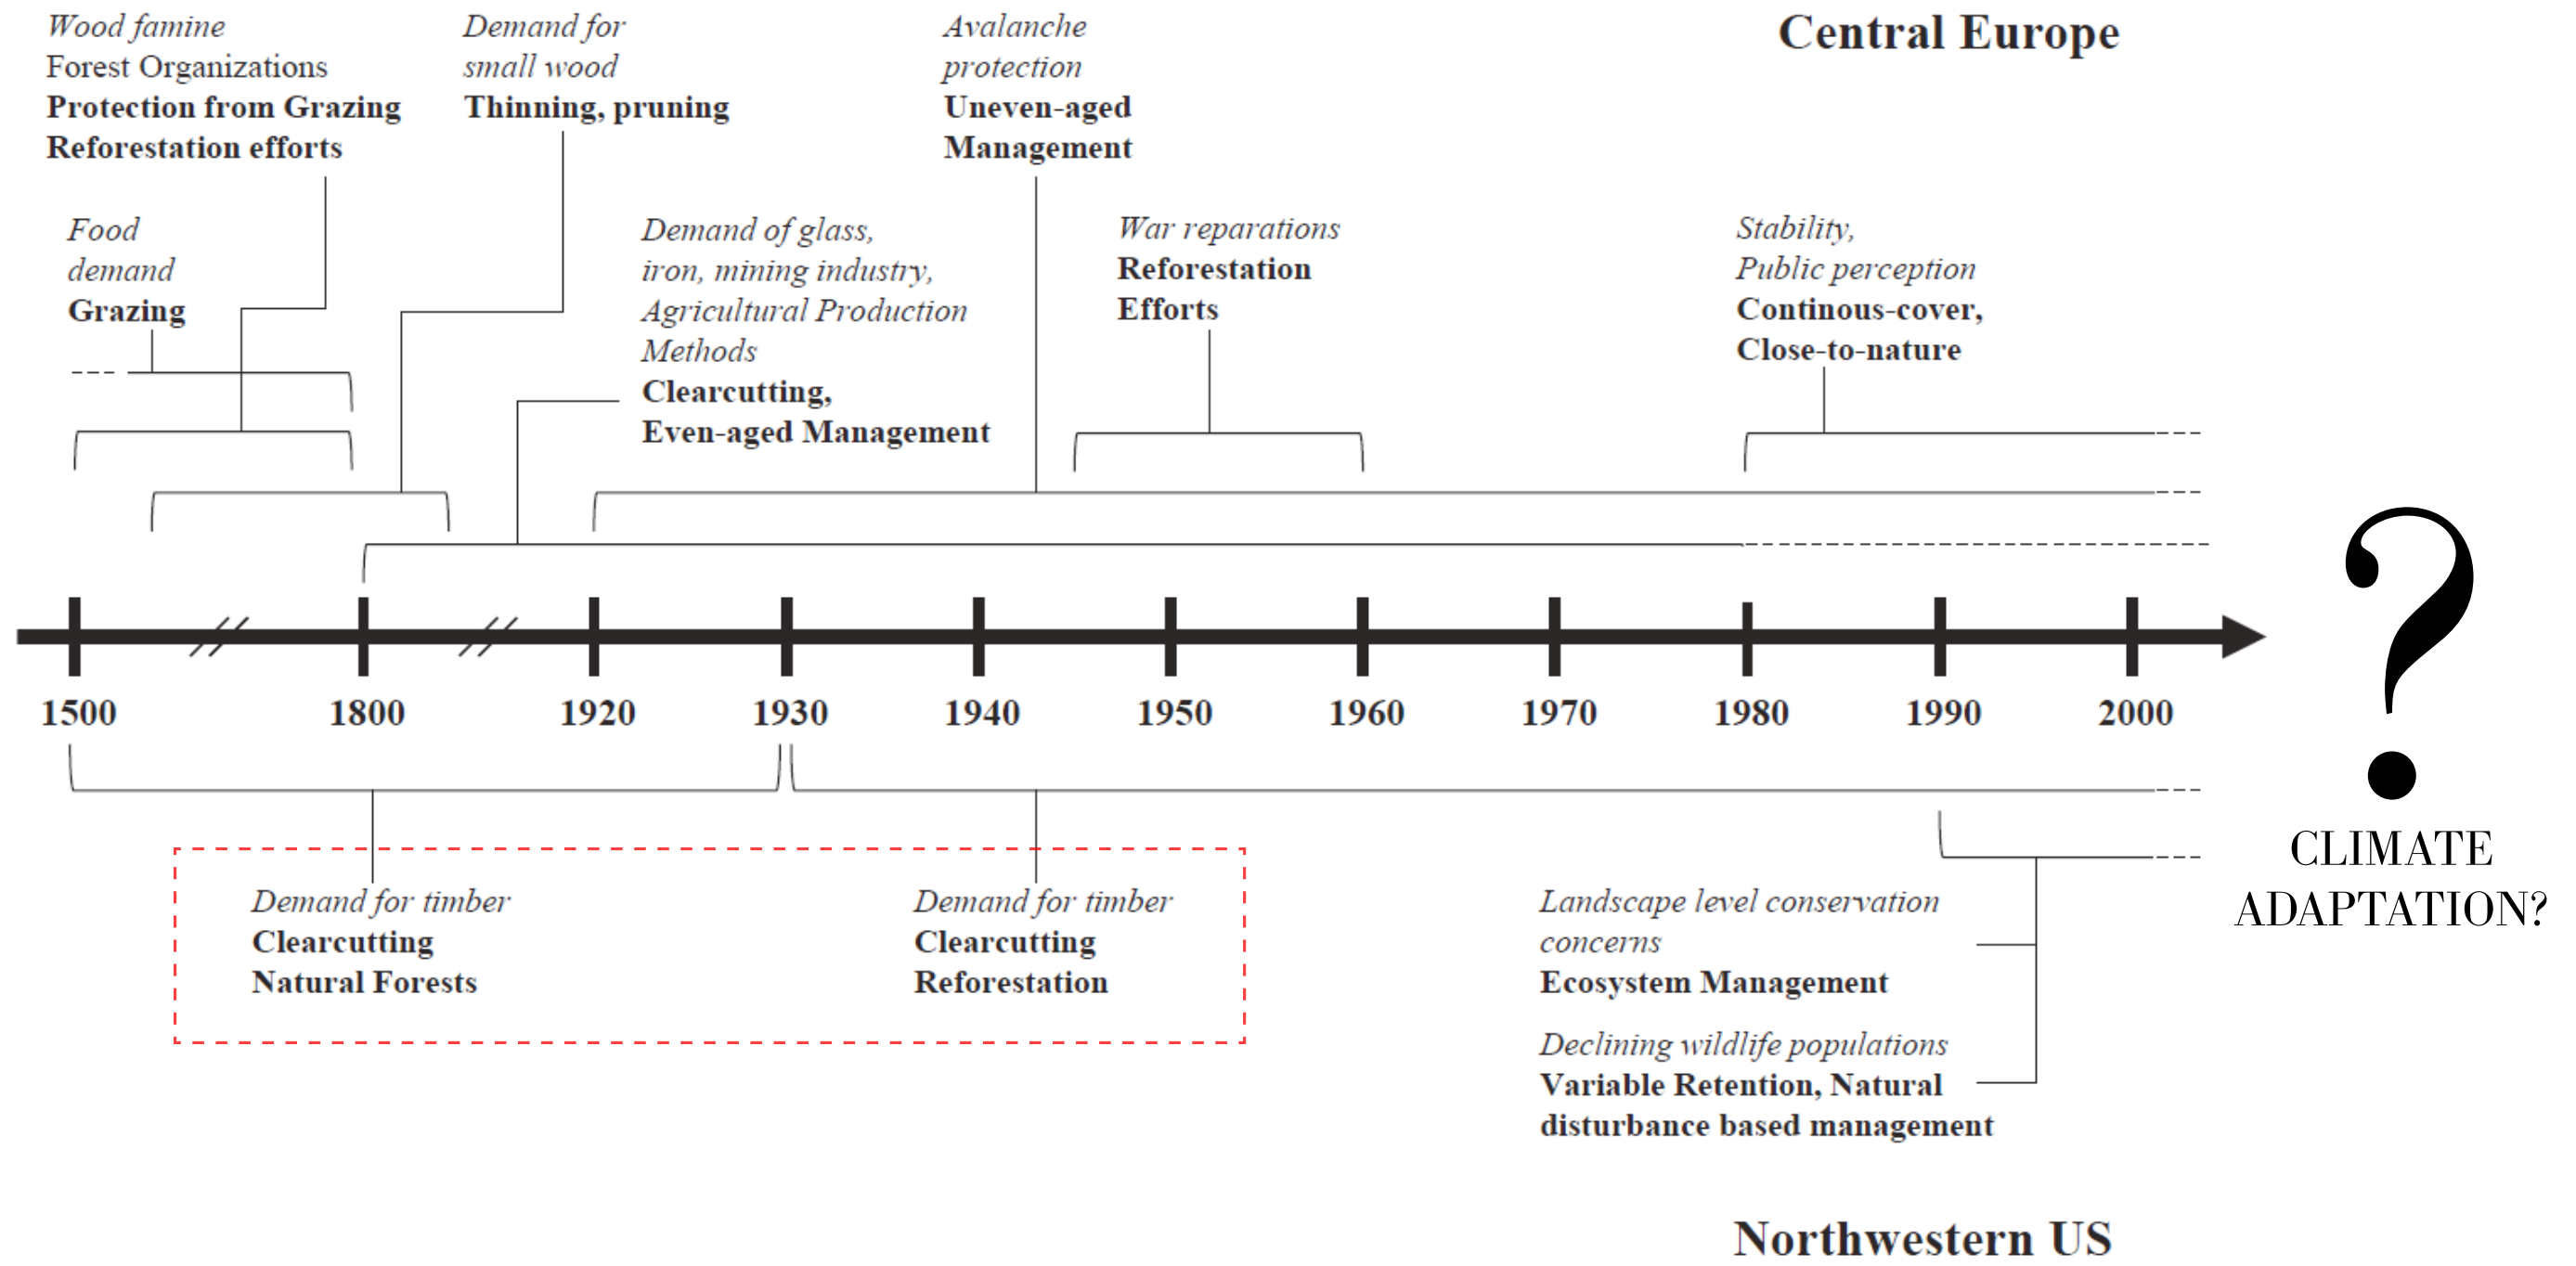 Wood famine
Forest Organizations
Protection from Grazing
Reforestation efforts
Demand for
small wood
Thinning, pruning
Avalanche
protection
Uneven-aged
Management
Central Europe
Food
demand
Grazing
Demand of glass,
iron, mining industry,
Agricultural Production
Methods
Clearcutting,
Even-aged Management
War reparations
Reforestation
Efforts
Stability,
Public perception
Continous-cover,
Close-to-nature
1500 1800 1920 1930 1940 1950 1960 1970 1980 1990 2000
?
CLIMATE
ADAPTATION?
Demand for timber
Clearcutting
Natural Forests
Demand for timber
Clearcutting
Reforestation
Landscape level conservation
concerns
Ecosystem Management
Declining wildlife populations
Variable Retention, Natural
disturbance based management
Northwestern US